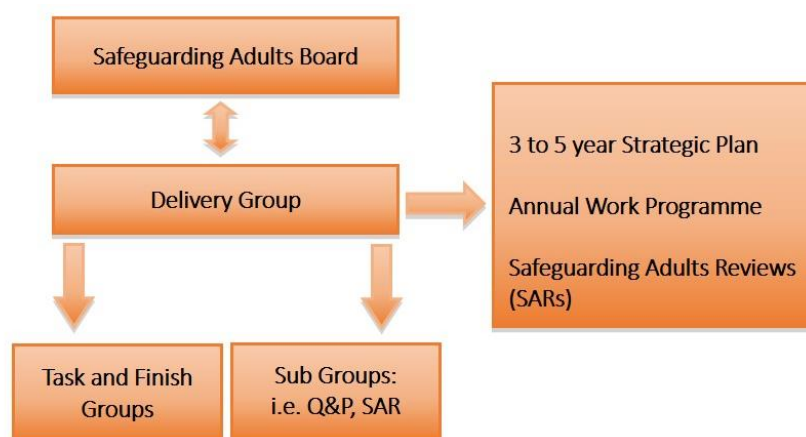 Safeguarding Adults Board
Delivery Group
3 to 5 year Strategic Plan
Annual Work Programme
Safeguarding Adults Reviews
(SARs)
Task and Finish
Groups
Sub Groups:
i.e. Q&P, SAR